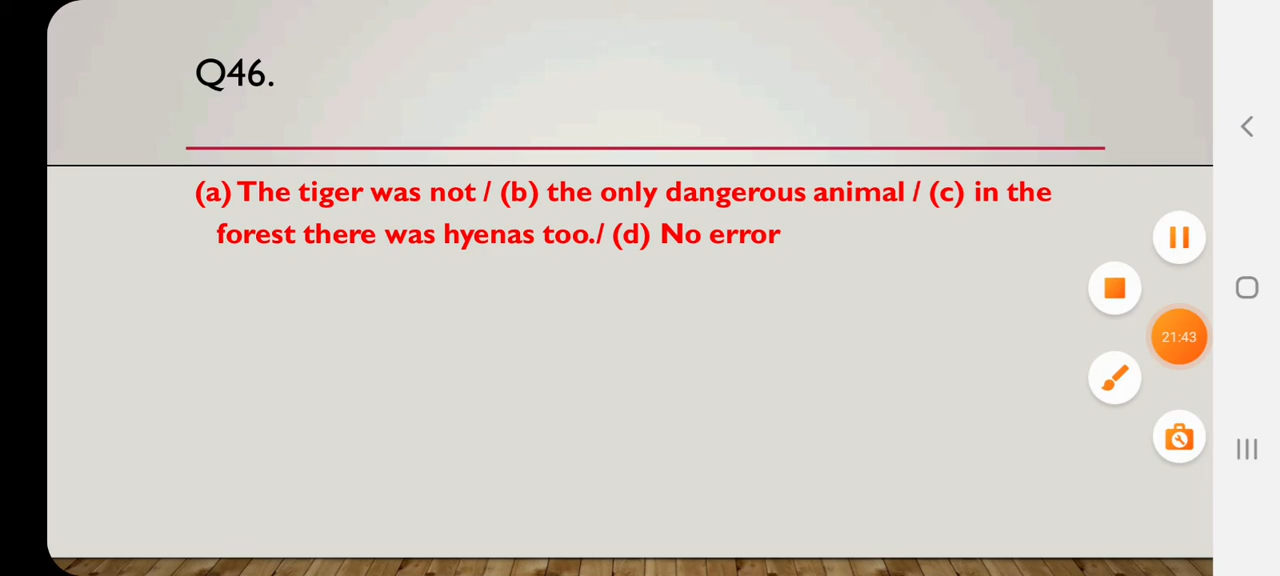 Q46.
(a) The tiger was not / (b) the only dangerous animal / (c) in the
forest there was hyenas too./ (d) No error
21:43